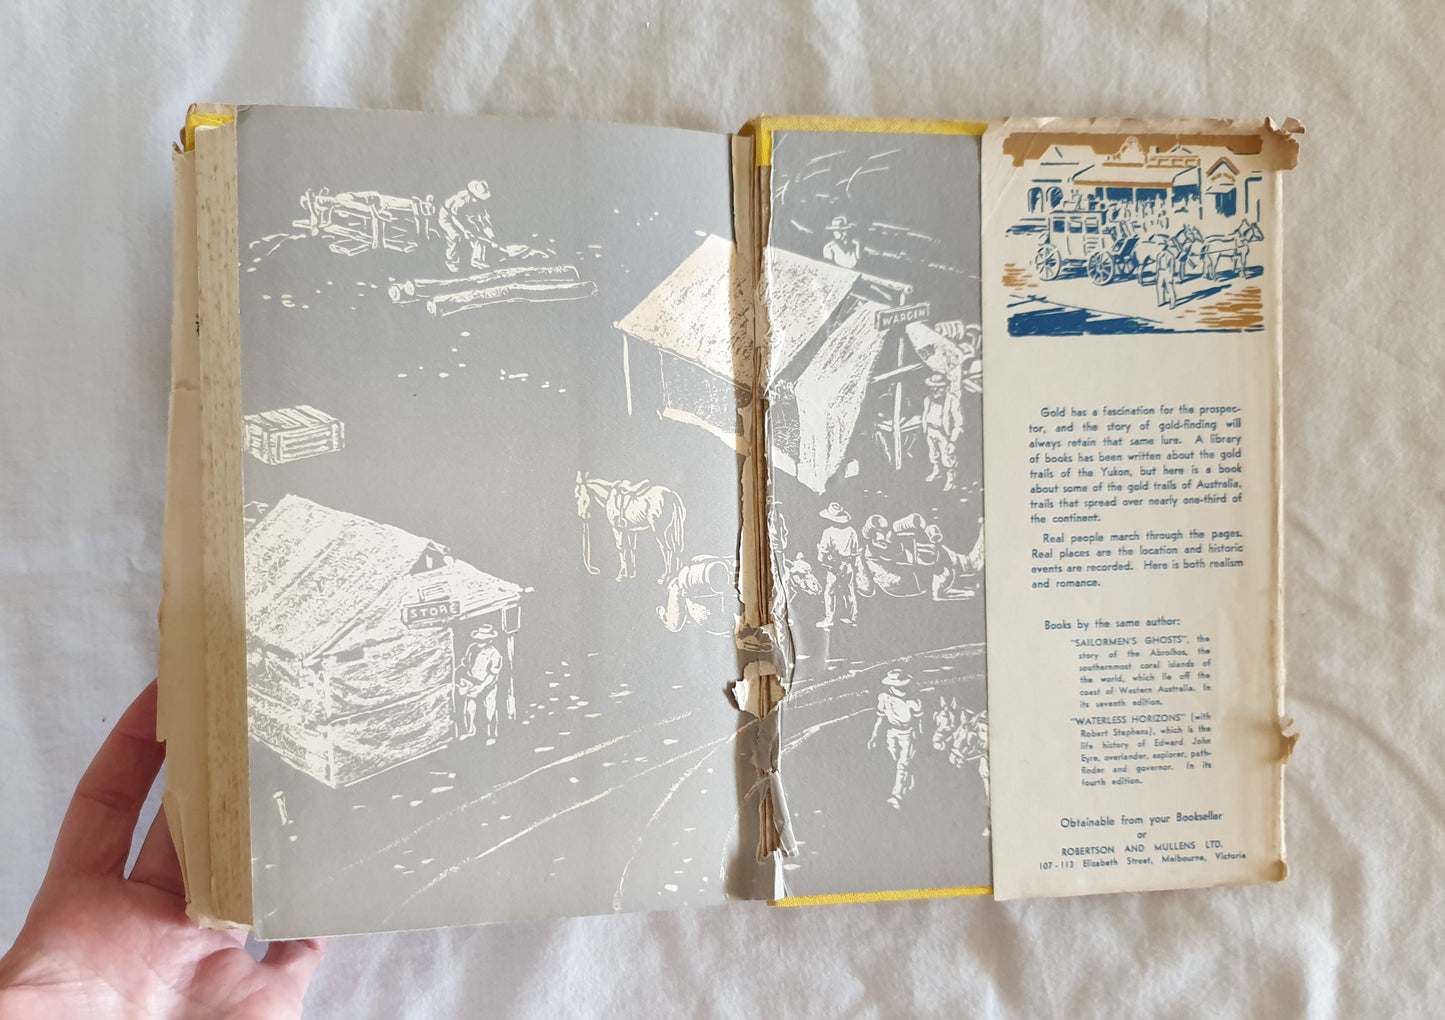 WARDEN
STORE
Gold has a fascination for the prospec-
tor, and the story of gold-finding will
always retain that same lure. A library
of books has been written about the gold
trails of the Yukon, but here is a book
about some of the gold trails of Australia,
trails that spread over nearly one-third of
the continent.
Real people march through the pages.
Real places are the location and historic
events are recorded. Here is both realism
and romance.
Books by the same author:
"SAILORMEN'S GHOSTS", the
story of the Abrolhos, the
southernmost coral islands of
the world, which lie off the
coast of Western Australia. In
its seventh edition.
"WATERLESS HORIZONS" (with
Robert Stephens), which is the
life history of Edward John
Eyre, overlander, explorer, path-
finder and governor. In its
fourth edition.
Obtainable from your Bookseller
or
ROBERTSON AND MULLENS LTD.
107-113 Elizabeth Street, Melbourne, Victoria